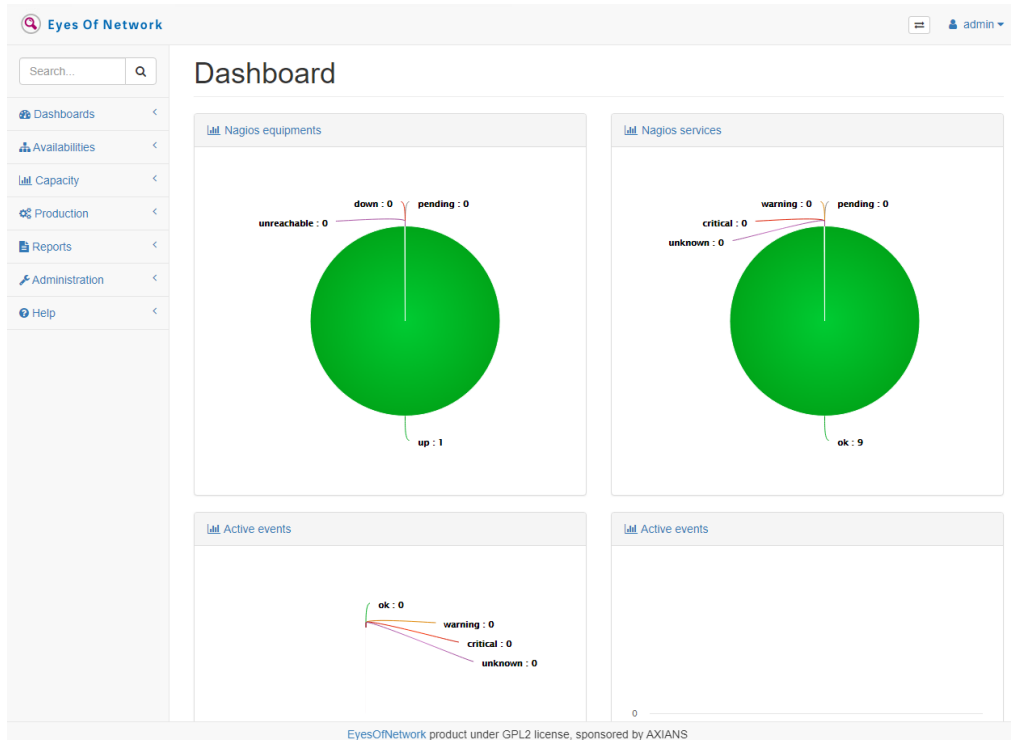 Eyes Of Network
admin
Search...
Dashboards
Availabilities
Capacity
Production
Reports
Administration
Help
Dashboard
Nagios equipments
down : 0
pending : 0
unreachable : 0
up : 1
Nagios services
warning : 0
pending : 0
critical : 0
unknown : 0
ok : 9
Active events
ok : 0
warning : 0
critical : 0
unknown : 0
Active events
0
EyesOfNetwork product under GPL2 license, sponsored by AXIANS